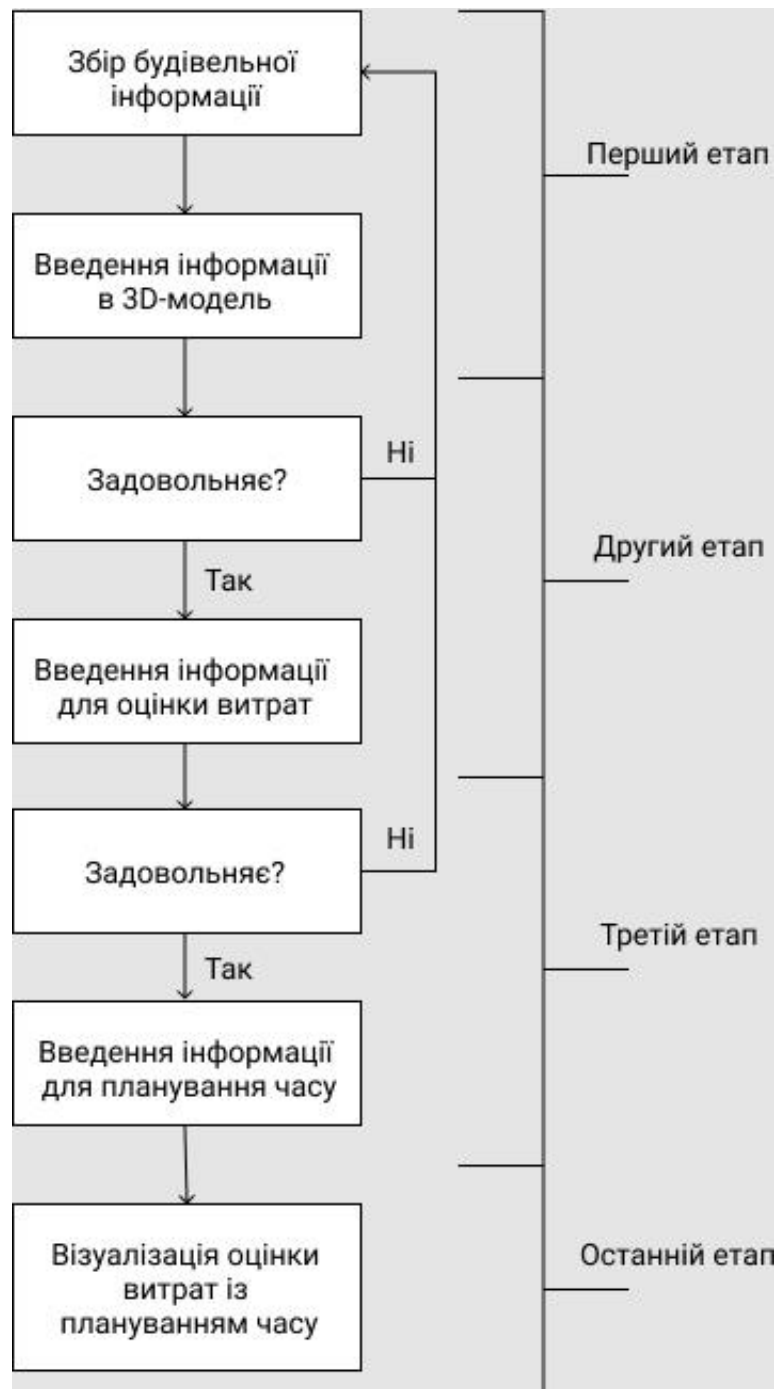 Збір будівельної
інформації
Перший етап
Введення інформації
в 3D-модель
Ні
Задовольняє?
Другий етап
Так
Введення інформації
для оцінки витрат
Ні
Задовольняє?
Третій етап
Так
Введення інформації
для планування часу
Візуалізація оцінки
витрат із
плануванням часу
Останній етап